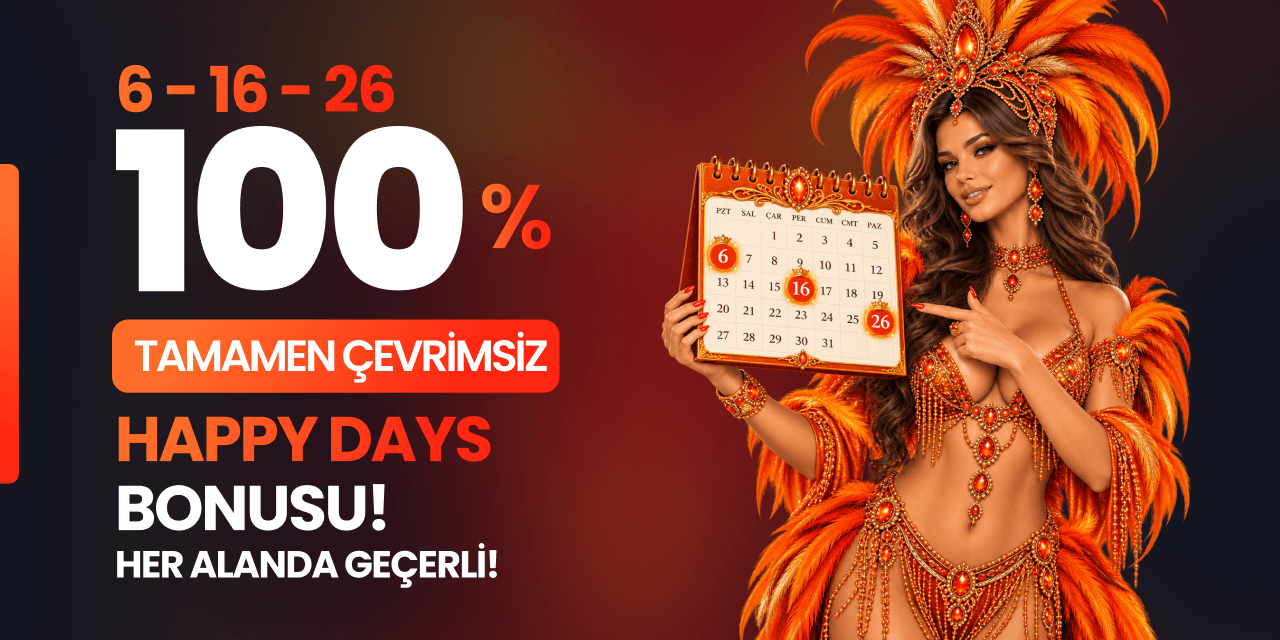 6 – 16 – 26
100 %
TAMAMEN ÇEVRİMSİZ
HAPPY DAYS
BONUSU!
HER ALANDA GEÇERLİ!
PZT SAL ÇAR PER CUM CMT PAZ
1 2 3 4 5
6 7 8 9 10 11 12
13 14 15 16 17 18 19
20 21 22 23 24 25 26
27 28 29 30 31